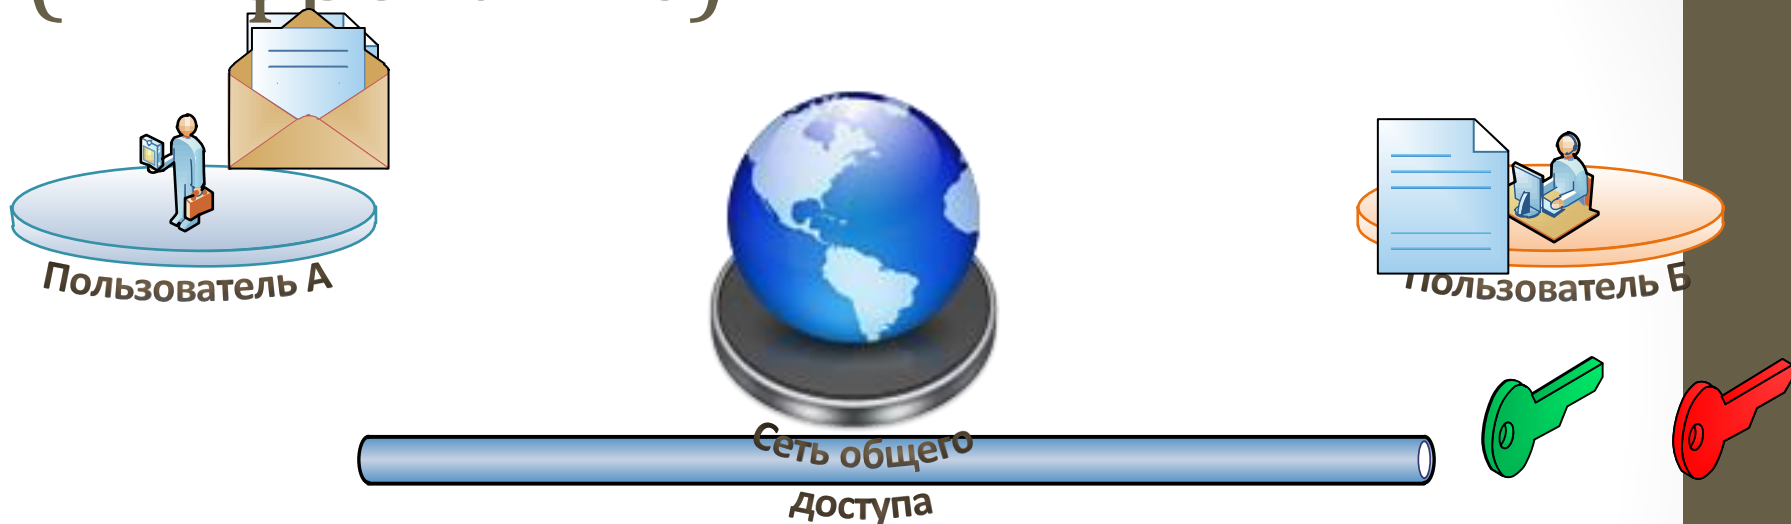 Пользователь А
Пользователь Б
Сеть общего
доступа